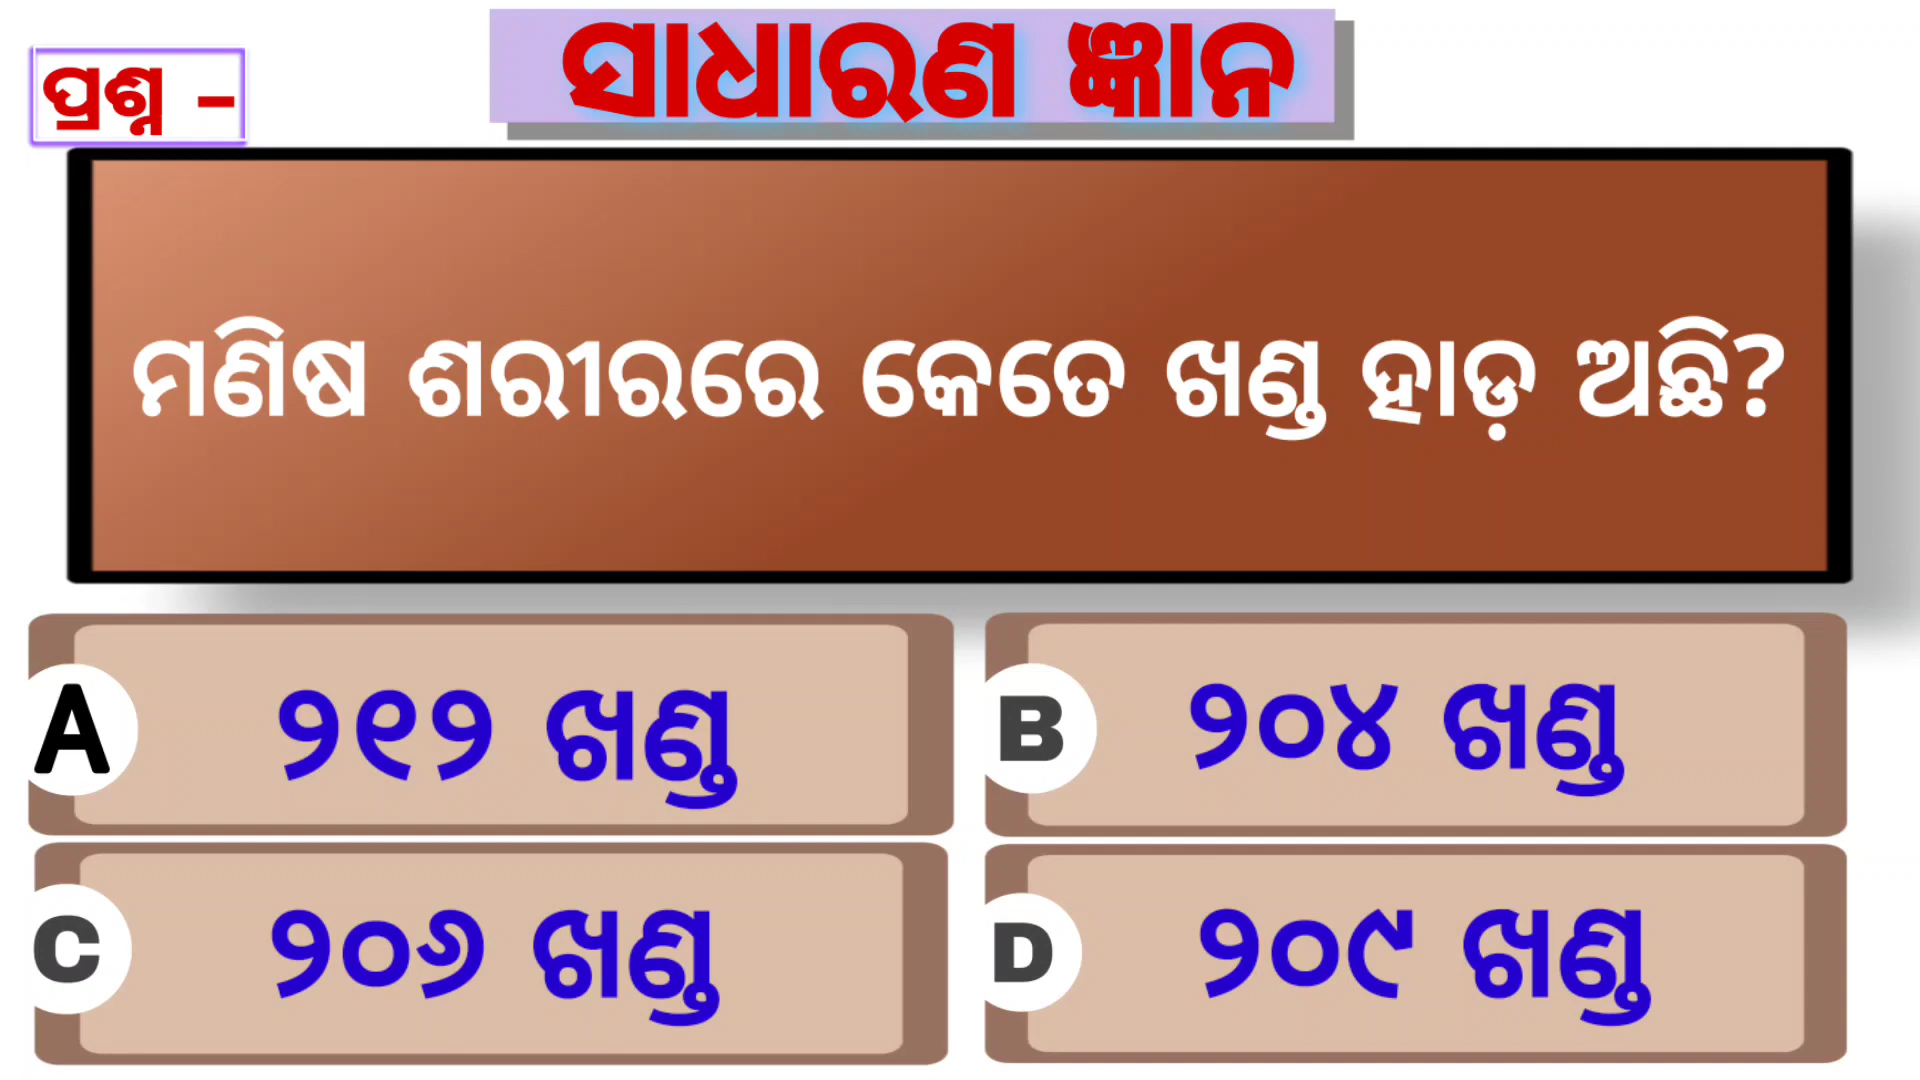 ସାଧାରଣ ଜ୍ଞାନ
ପ୍ରଶ୍ନ -
ମଣିଷ ଶରୀରରେ କେତେ ଖଣ୍ଡ ହାଡ଼ ଅଛି?
A ୨୧୨ ଖଣ୍ଡ
B ୨୦୪ ଖଣ୍ଡ
C ୨୦୬ ଖଣ୍ଡ
D ୨୦୯ ଖଣ୍ଡ